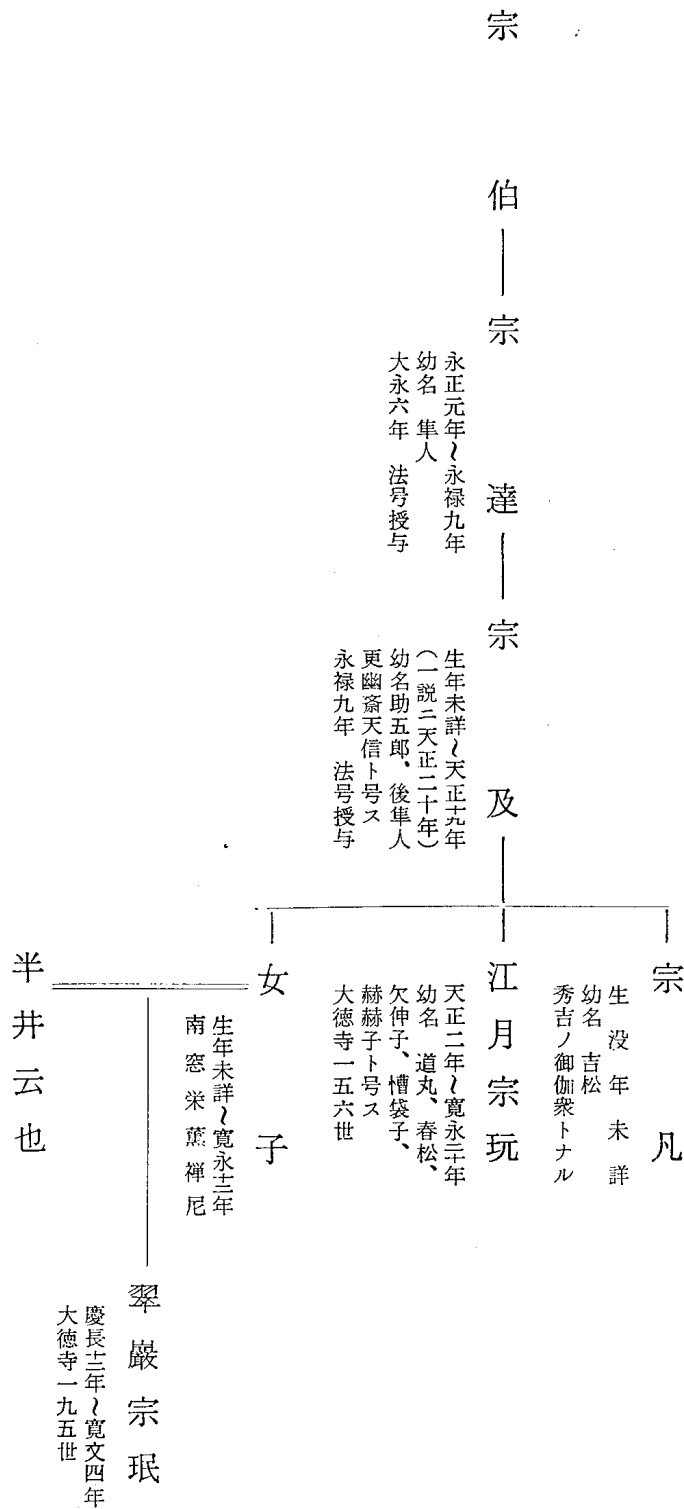 宗伯
宗達
永正元年~永禄九年
幼名 隼人
大永六年 法号授与
宗及
生年未詳~天正十九年
(一説ニ天正二十年)
幼名助五郎、後隼人
更幽斎天信ト号ス
永禄九年 法号授与
宗凡
生没年未詳
幼名 吉松
秀吉ノ御伽衆トナル
江月宗玩
天正二年~寛永二十年
幼名 道丸、春松、
欠伸子、懵袋子、
赫赫子ト号ス
大徳寺一五六世
女子
生年未詳~寛永十三年
南窓栄薫禅尼
半井云也
翠巌宗珉
慶長十三年~寛文四年
大徳寺一九五世